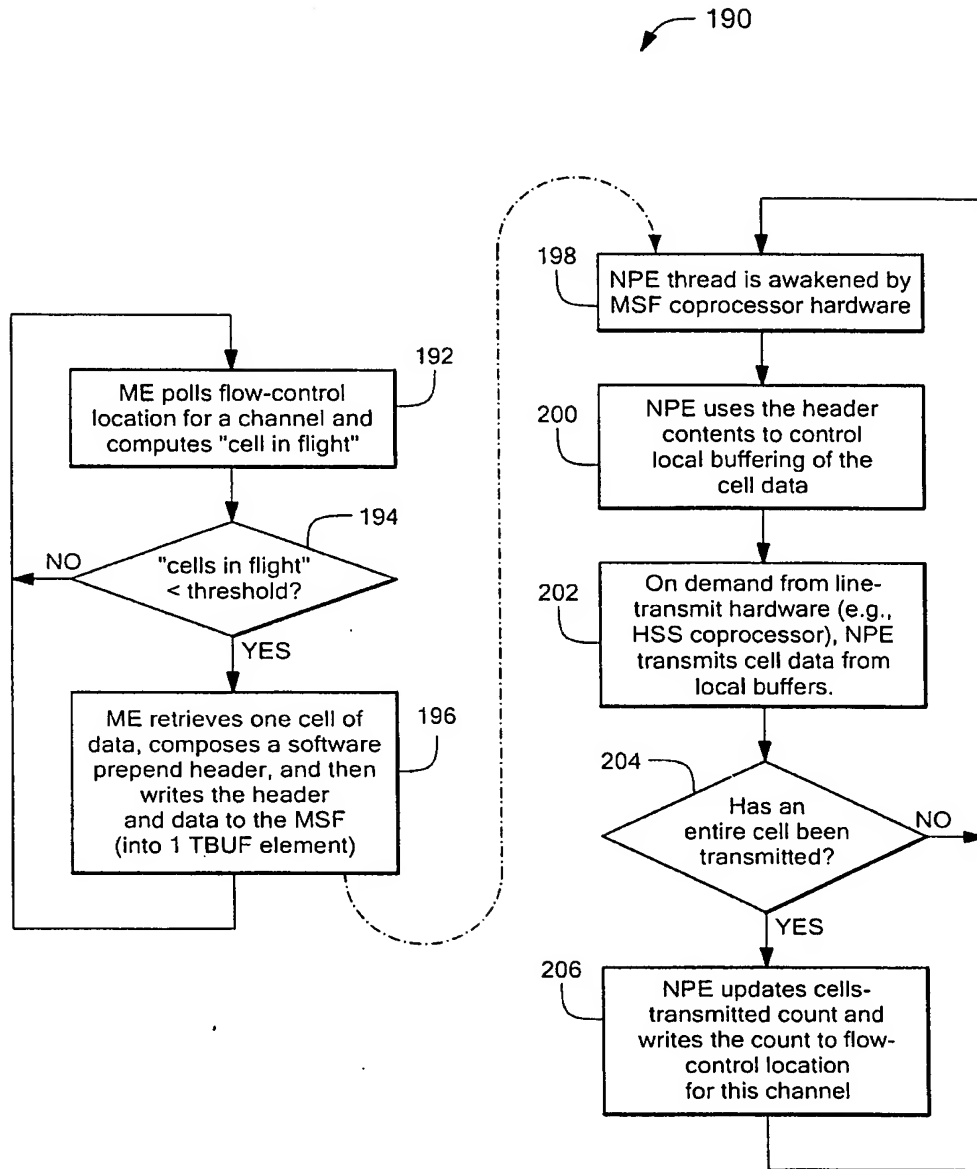 190
192
ME polls flow-control
location for a channel and
computes "cell in flight"
194
NO
"cells in flight"
< threshold?
YES
196
ME retrieves one cell of
data, composes a software
prepend header, and then
writes the header
and data to the MSF
(into 1 TBUF element)
198
NPE thread is awakened by
MSF coprocessor hardware
200
NPE uses the header
contents to control
local buffering of the
cell data
202
On demand from line-
transmit hardware (e.g.,
HSS coprocessor), NPE
transmits cell data from
local buffers.
204
Has an
entire cell been
transmitted?
NO
YES
206
NPE updates cells-
transmitted count and
writes the count to flow-
control location
for this channel